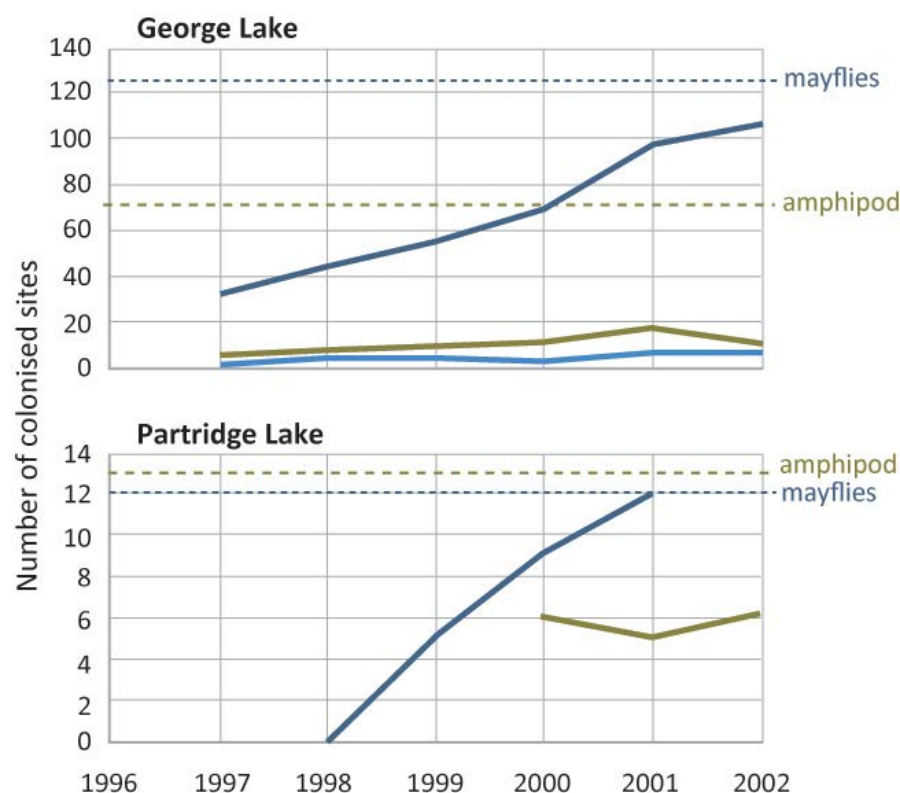 George Lake
140
120
100
80
60
40
20
0
mayflies
amphipod
Number of colonised sites
Partridge Lake
14
12
10
8
6
4
2
0
amphipod
mayflies
1996 1997 1998 1999 2000 2001 2002